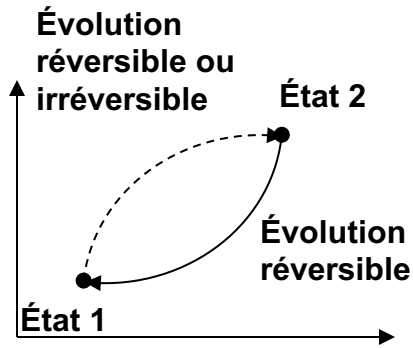 Évolution
réversible ou
irréversible
État 2
Évolution
réversible
État 1